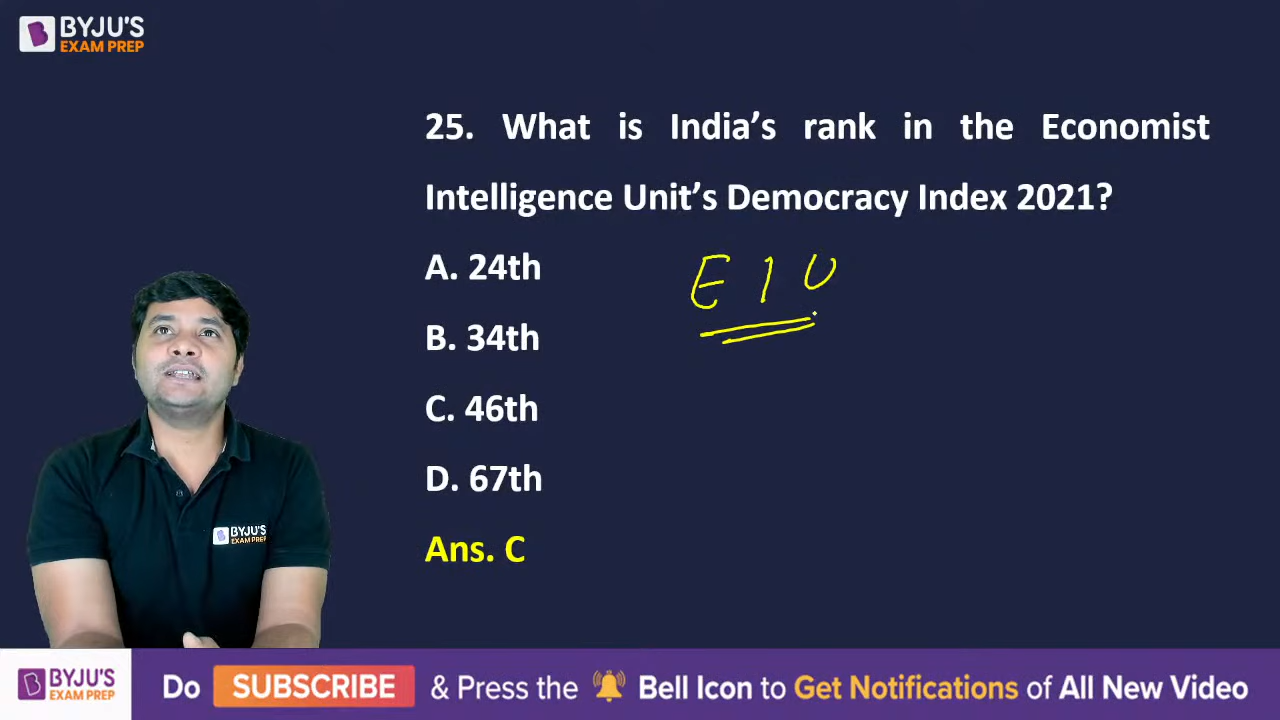 BYJU'S
EXAM PREP
25. What is India's rank in the Economist
Intelligence Unit's Democracy Index 2021?
A. 24th
E I U
B. 34th
C. 46th
D. 67th
BYJU'S
EXAM PREP
Ans. C
BYJU'S
EXAM PREP
Do SUBSCRIBE & Press the Bell Icon to Get Notifications of All New Video